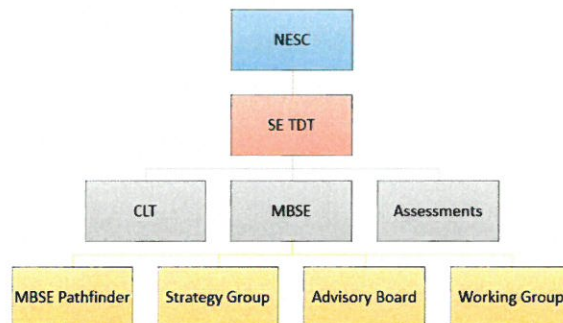 NESC
SE TDT
CLT
MBSE
Assessments
MBSE Pathfinder
Strategy Group
Advisory Board
Working Group